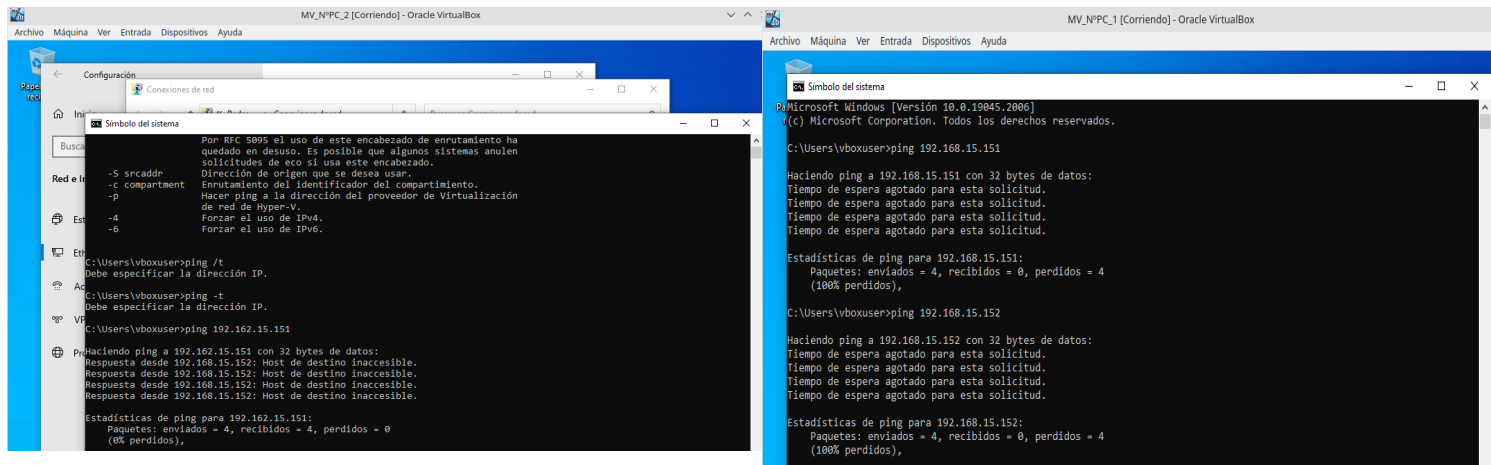 MV_NºPC_2 [Corriendo] - Oracle VirtualBox
Archivo Máquina Ver Entrada Dispositivos Ayuda
Configuración
Conexiones de red
Símbolo del sistema
Red e
Por RFC 5095 el uso de este encabezado de enrutamiento ha
quedado en desuso. Es posible que algunos sistemas anulen
solicitudes de eco si usa este encabezado.
-S srcaddr Dirección de origen que se desea usar.
-c compartment Enrutamiento del identificador del compartimiento.
-p Hacer ping a la dirección del proveedor de Virtualización
de red de Hyper-V.
-4 Forzar el uso de IPv4.
-6 Forzar el uso de IPv6.
C:\Users\vboxuser>ping /t
Debe especificar la dirección IP.
C:\Users\vboxuser>ping -t
Debe especificar la dirección IP.
C:\Users\vboxuser>ping 192.162.15.151
Haciendo ping a 192.162.15.151 con 32 bytes de datos:
Respuesta desde 192.168.15.152: Host de destino inaccesible.
Respuesta desde 192.168.15.152: Host de destino inaccesible.
Respuesta desde 192.168.15.152: Host de destino inaccesible.
Respuesta desde 192.168.15.152: Host de destino inaccesible.
Estadísticas de ping para 192.162.15.151:
Paquetes: enviados = 4, recibidos = 4, perdidos = 0
(0% perdidos),
MV_NºPC_1 [Corriendo] - Oracle VirtualBox
Archivo Máquina Ver Entrada Dispositivos Ayuda
Símbolo del sistema
Microsoft Windows [Versión 10.0.19045.2006]
(c) Microsoft Corporation. Todos los derechos reservados.
C:\Users\vboxuser>ping 192.168.15.151
Haciendo ping a 192.168.15.151 con 32 bytes de datos:
Tiempo de espera agotado para esta solicitud.
Tiempo de espera agotado para esta solicitud.
Tiempo de espera agotado para esta solicitud.
Tiempo de espera agotado para esta solicitud.
Estadísticas de ping para 192.168.15.151:
Paquetes: enviados = 4, recibidos = 0, perdidos = 4
(100% perdidos),
C:\Users\vboxuser>ping 192.168.15.152
Haciendo ping a 192.168.15.152 con 32 bytes de datos:
Tiempo de espera agotado para esta solicitud.
Tiempo de espera agotado para esta solicitud.
Tiempo de espera agotado para esta solicitud.
Tiempo de espera agotado para esta solicitud.
Estadísticas de ping para 192.168.15.152:
Paquetes: enviados = 4, recibidos = 0, perdidos = 4
(100% perdidos),